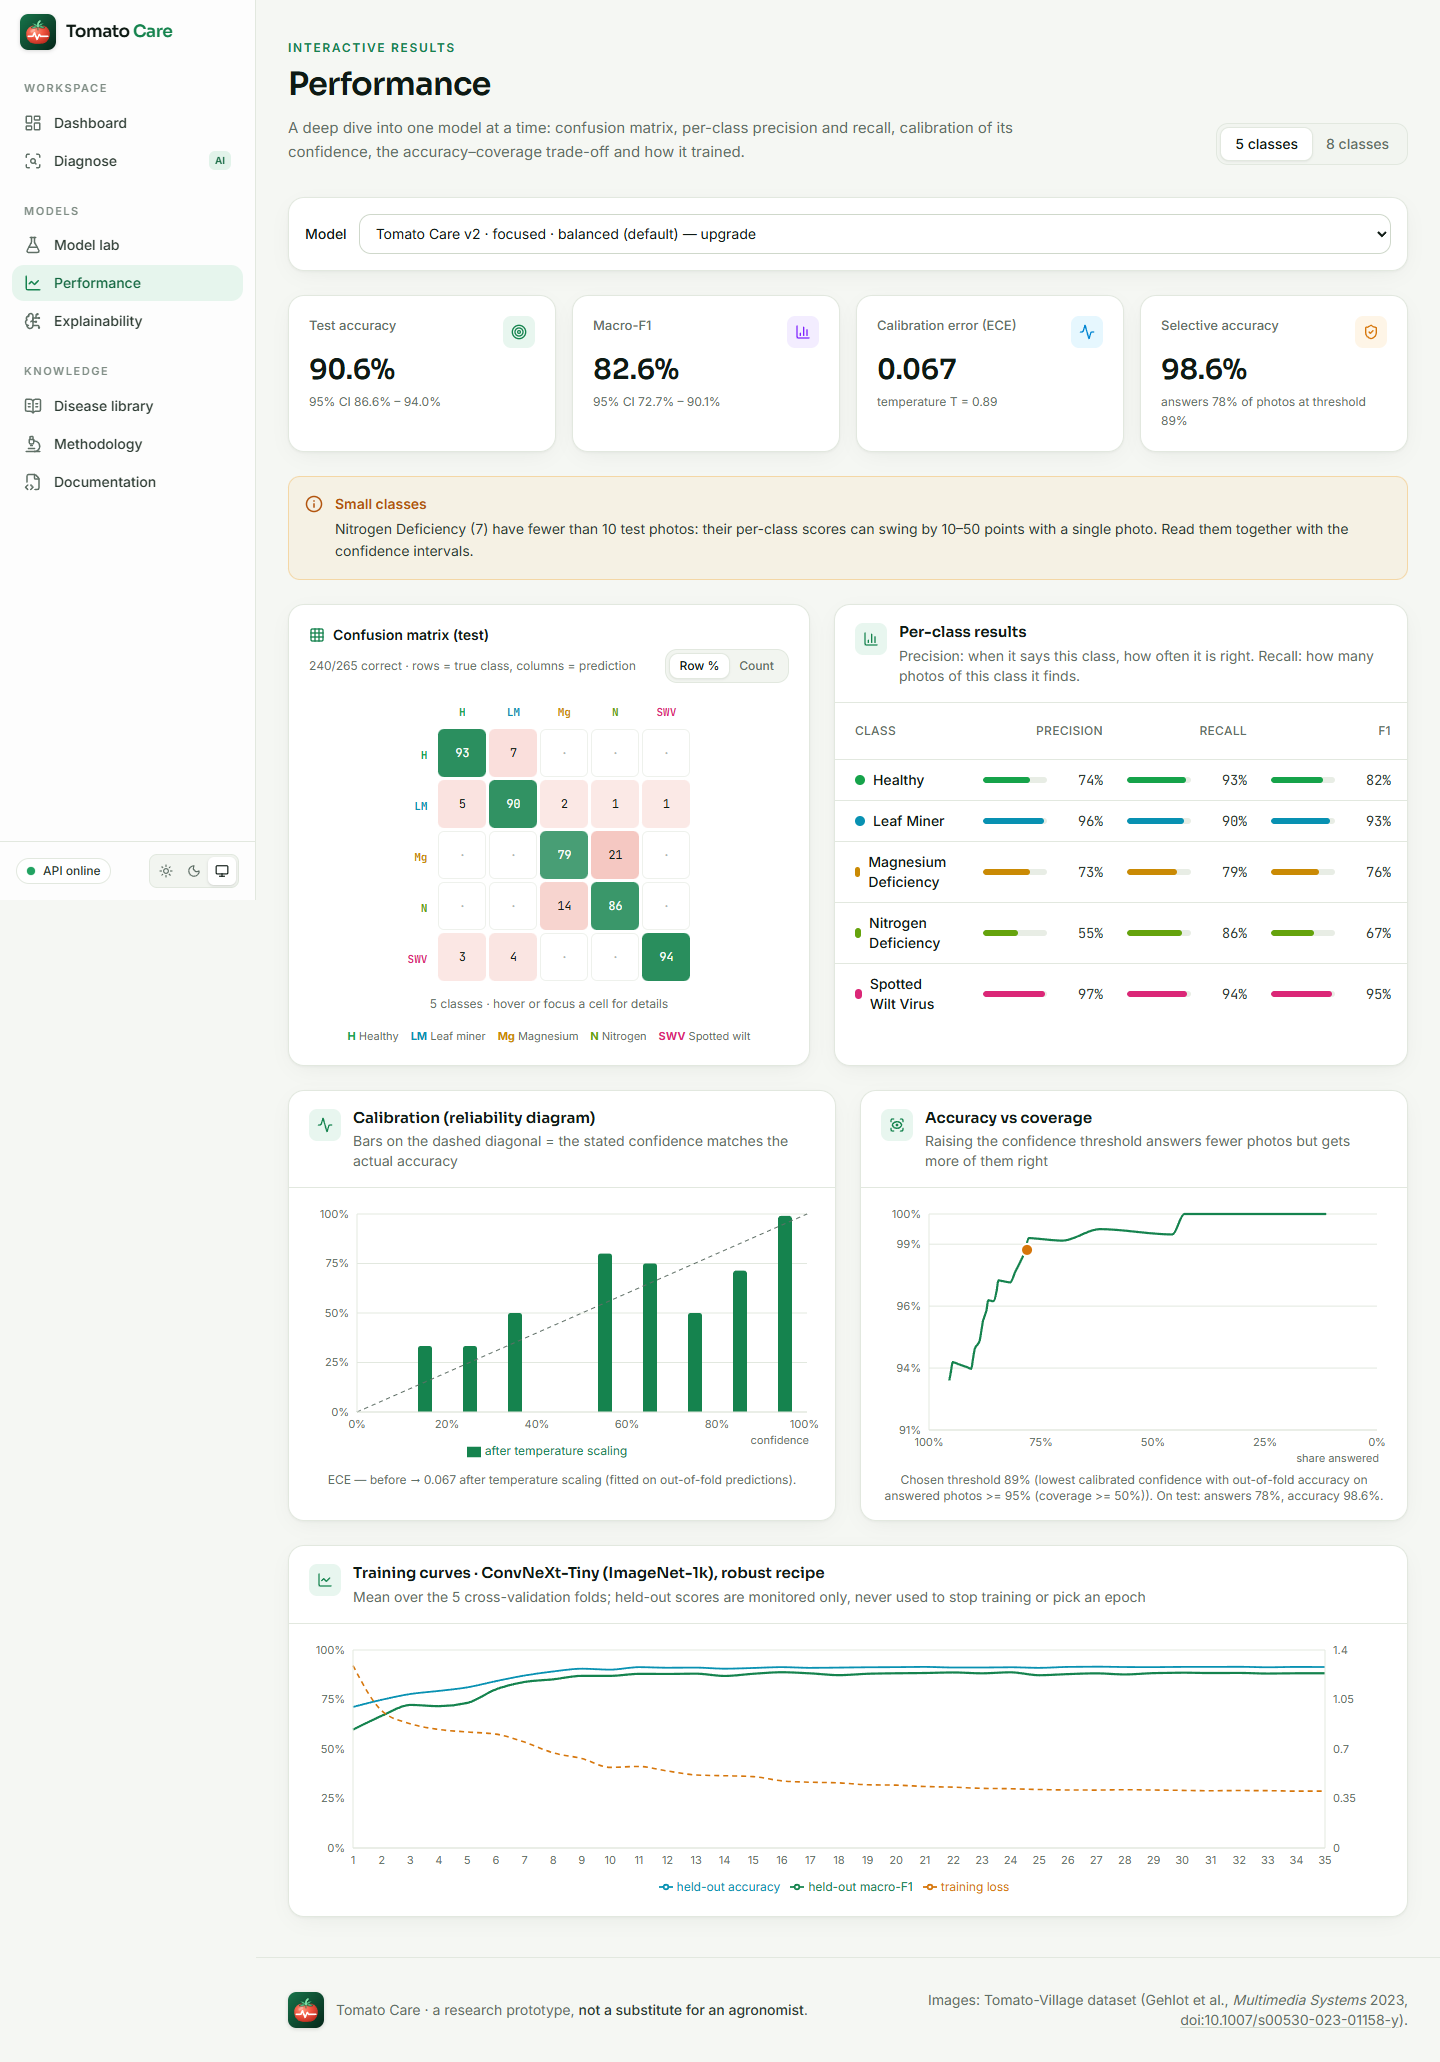 Tomato Care
WORKSPACE
Dashboard
Diagnose AI
MODELS
Model lab
Performance
Explainability
KNOWLEDGE
Disease library
Methodology
Documentation
API online
INTERACTIVE RESULTS
Performance
A deep dive into one model at a time: confusion matrix, per-class precision and recall, calibration of its
confidence, the accuracy–coverage trade-off and how it trained.
5 classes 8 classes
Model Tomato Care v2 · focused · balanced (default) — upgrade
Test accuracy
90.6%
95% CI 86.6% – 94.0%
Macro-F1
82.6%
95% CI 72.7% – 90.1%
Calibration error (ECE)
0.067
temperature T = 0.89
Selective accuracy
98.6%
answers 78% of photos at threshold
89%
Small classes
Nitrogen Deficiency (7) have fewer than 10 test photos: their per-class scores can swing by 10–50 points with a single photo. Read them together with the
confidence intervals.
Confusion matrix (test)
240/265 correct · rows = true class, columns = prediction
Row % Count
H LM Mg N SWV
H 93 7 · · ·
LM 5 90 2 1 1
Mg · · 79 21 ·
N · · 14 86 ·
SWV 3 4 · · 94
5 classes · hover or focus a cell for details
H Healthy LM Leaf miner Mg Magnesium N Nitrogen SWV Spotted wilt
Per-class results
Precision: when it says this class, how often it is right. Recall: how many
photos of this class it finds.
CLASS PRECISION RECALL F1
Healthy 74% 93% 82%
Leaf Miner 96% 90% 93%
Magnesium
Deficiency 73% 79% 76%
Nitrogen
Deficiency 55% 86% 67%
Spotted
Wilt Virus 97% 94% 95%
Calibration (reliability diagram)
Bars on the dashed diagonal = the stated confidence matches the
actual accuracy
100%
75%
50%
25%
0%
0% 20% 40% 60% 80% 100%
confidence
after temperature scaling
ECE — before → 0.067 after temperature scaling (fitted on out-of-fold predictions).
Accuracy vs coverage
Raising the confidence threshold answers fewer photos but gets
more of them right
100%
99%
96%
94%
91%
100% 75% 50% 25% 0%
share answered
Chosen threshold 89% (lowest calibrated confidence with out-of-fold accuracy on
answered photos >= 95% (coverage >= 50%)). On test: answers 78%, accuracy 98.6%.
Training curves · ConvNeXt-Tiny (ImageNet-1k), robust recipe
Mean over the 5 cross-validation folds; held-out scores are monitored only, never used to stop training or pick an epoch
100% 1.4
75% 1.05
50% 0.7
25% 0.35
0% 0
1 2 3 4 5 6 7 8 9 10 11 12 13 14 15 16 17 18 19 20 21 22 23 24 25 26 27 28 29 30 31 32 33 34 35
held-out accuracy held-out macro-F1 training loss
Tomato Care · a research prototype, not a substitute for an agronomist.
Images: Tomato-Village dataset (Gehlot et al., Multimedia Systems 2023,
doi:10.1007/s00530-023-01158-y).